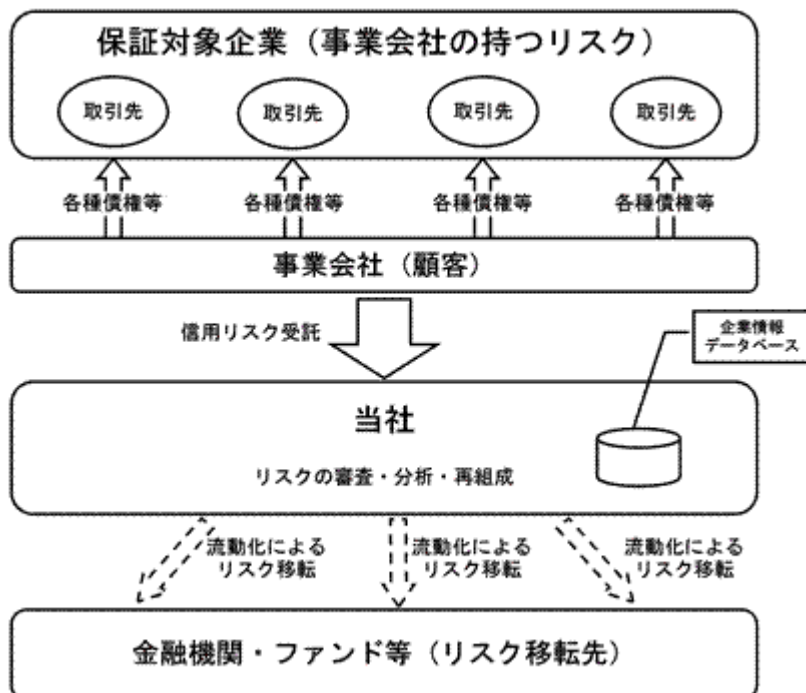 保証対象企業（事業会社の持つリスク）
取引先 取引先 取引先 取引先
各種債権等 各種債権等 各種債権等 各種債権等
事業会社（顧客）
信用リスク受託
企業情報
データベース
当社
リスクの審査・分析・再組成
流動化による
リスク移転
流動化による
リスク移転
流動化による
リスク移転
金融機関・ファンド等（リスク移転先）